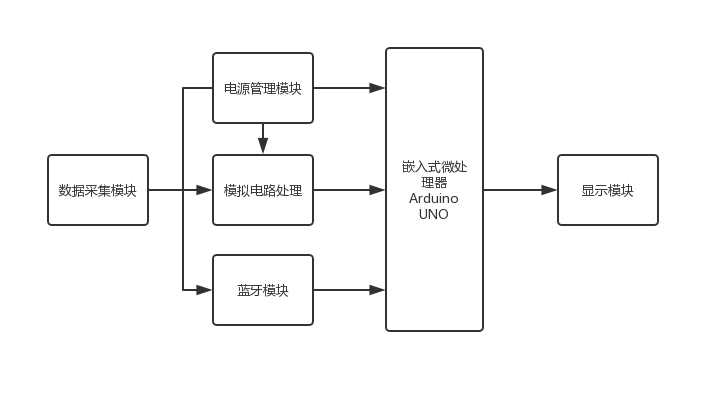 电源管理模块
数据采集模块
模拟电路处理
蓝牙模块
嵌入式微处
理器
Arduino
UNO
显示模块